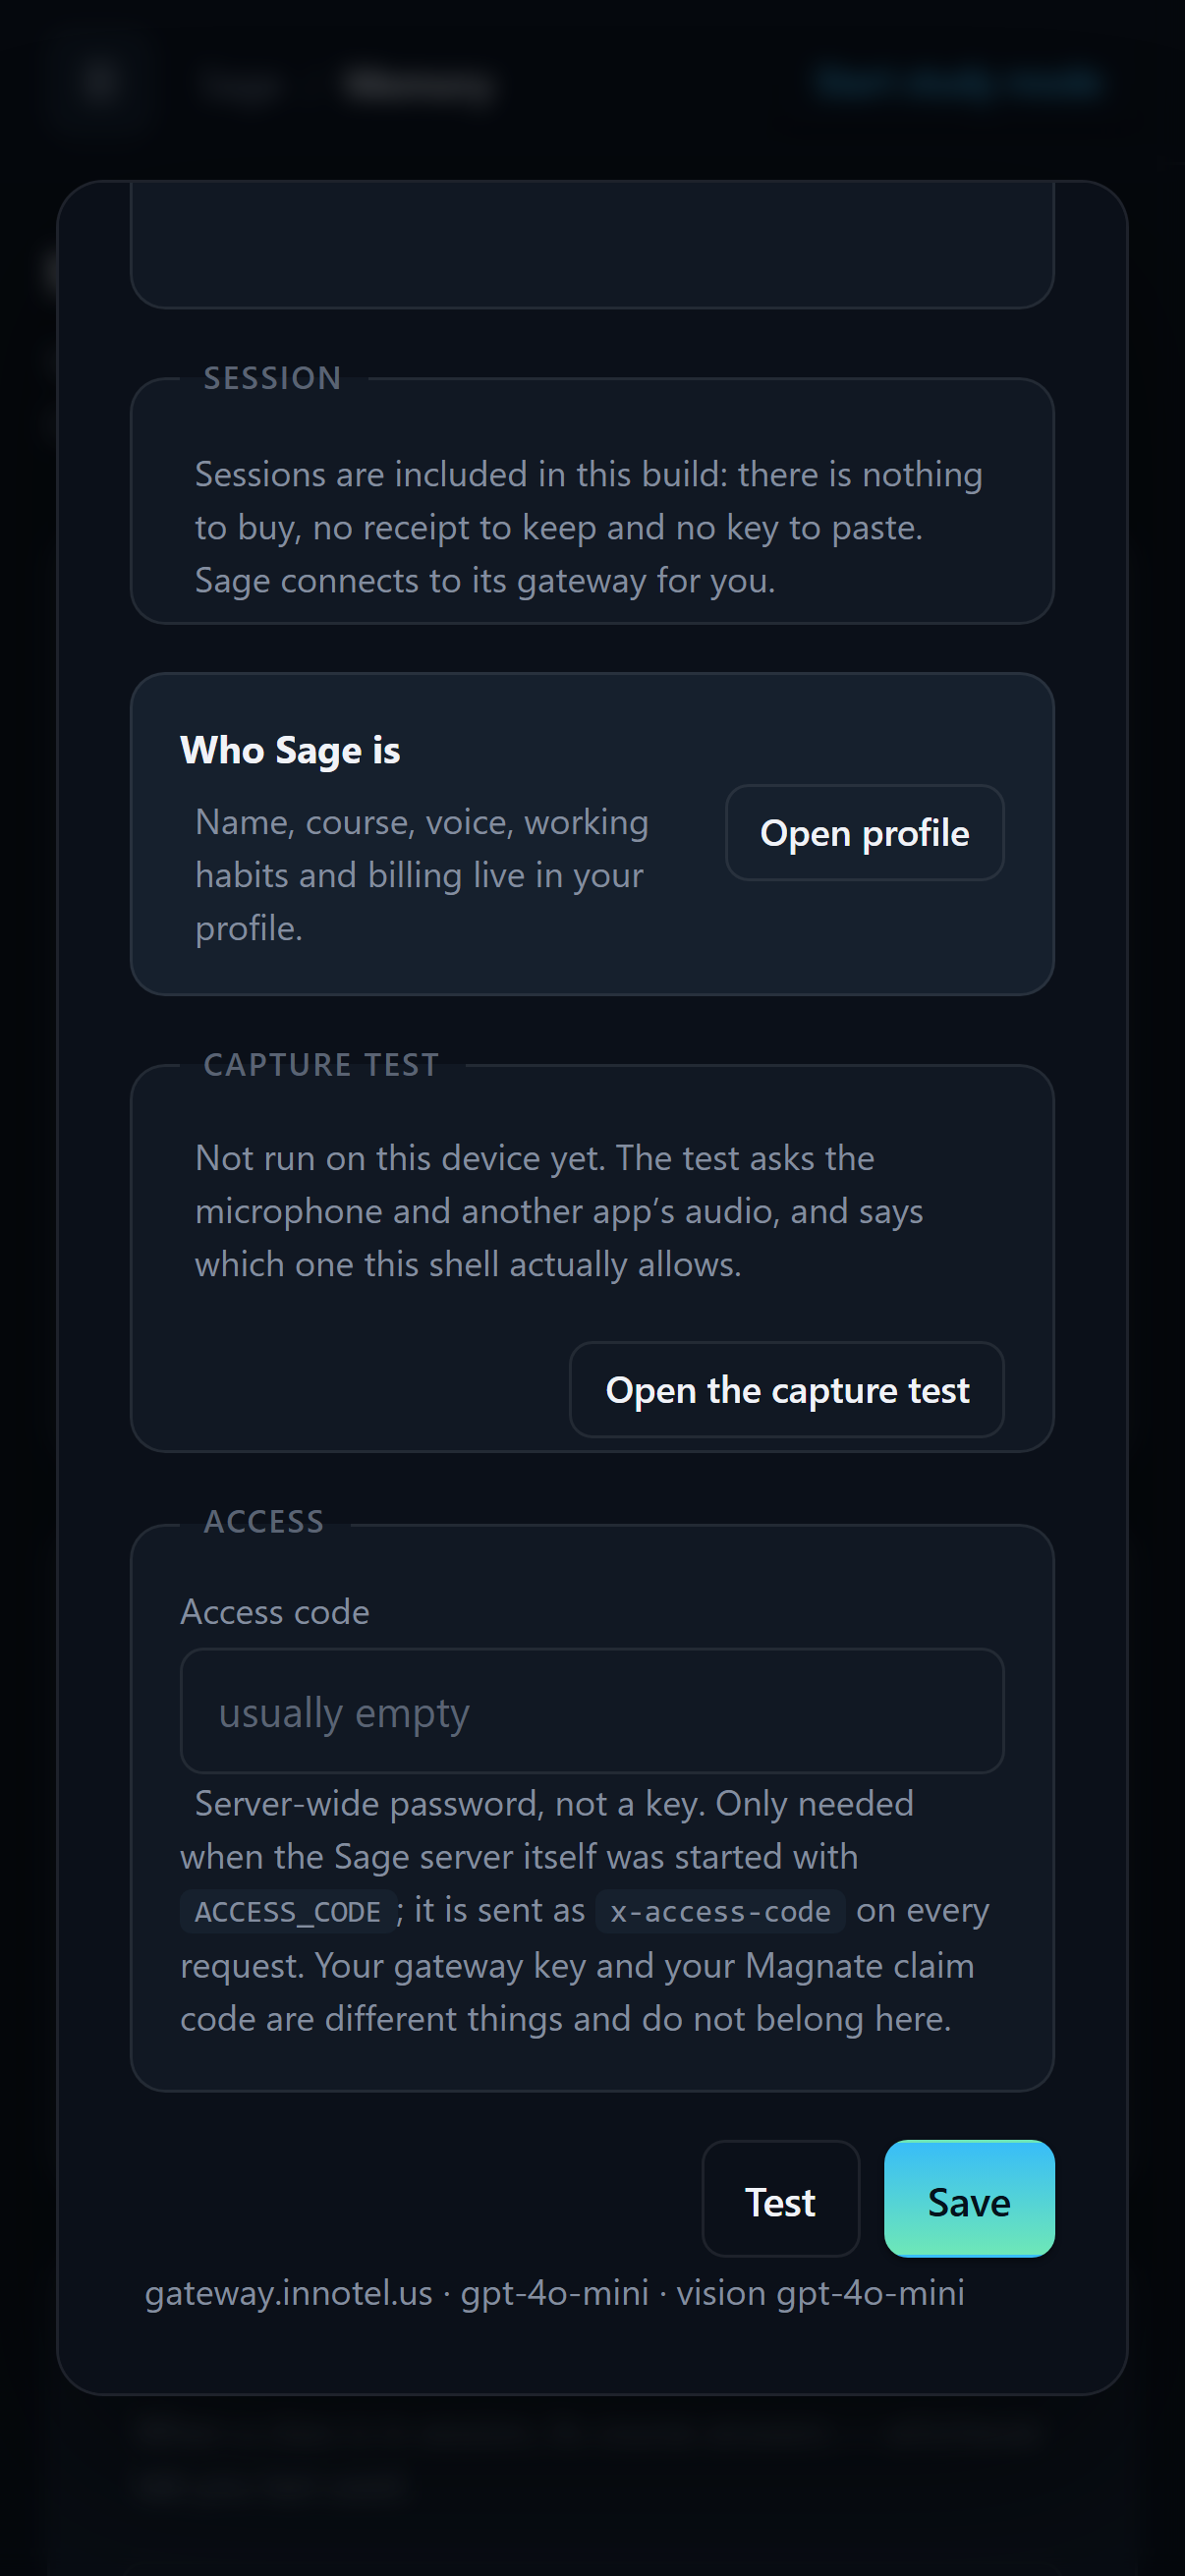 SESSION
Sessions are included in this build: there is nothing
to buy, no receipt to keep and no key to paste.
Sage connects to its gateway for you.
Who Sage is
Name, course, voice, working
habits and billing live in your
profile.
Open profile
CAPTURE TEST
Not run on this device yet. The test asks the
microphone and another app’s audio, and says
which one this shell actually allows.
Open the capture test
ACCESS
Access code
usually empty
Server-wide password, not a key. Only needed
when the Sage server itself was started with
ACCESS_CODE; it is sent as x-access-code on every
request. Your gateway key and your Magnate claim
code are different things and do not belong here.
Test
Save
gateway.innotel.us · gpt-4o-mini · vision gpt-4o-mini